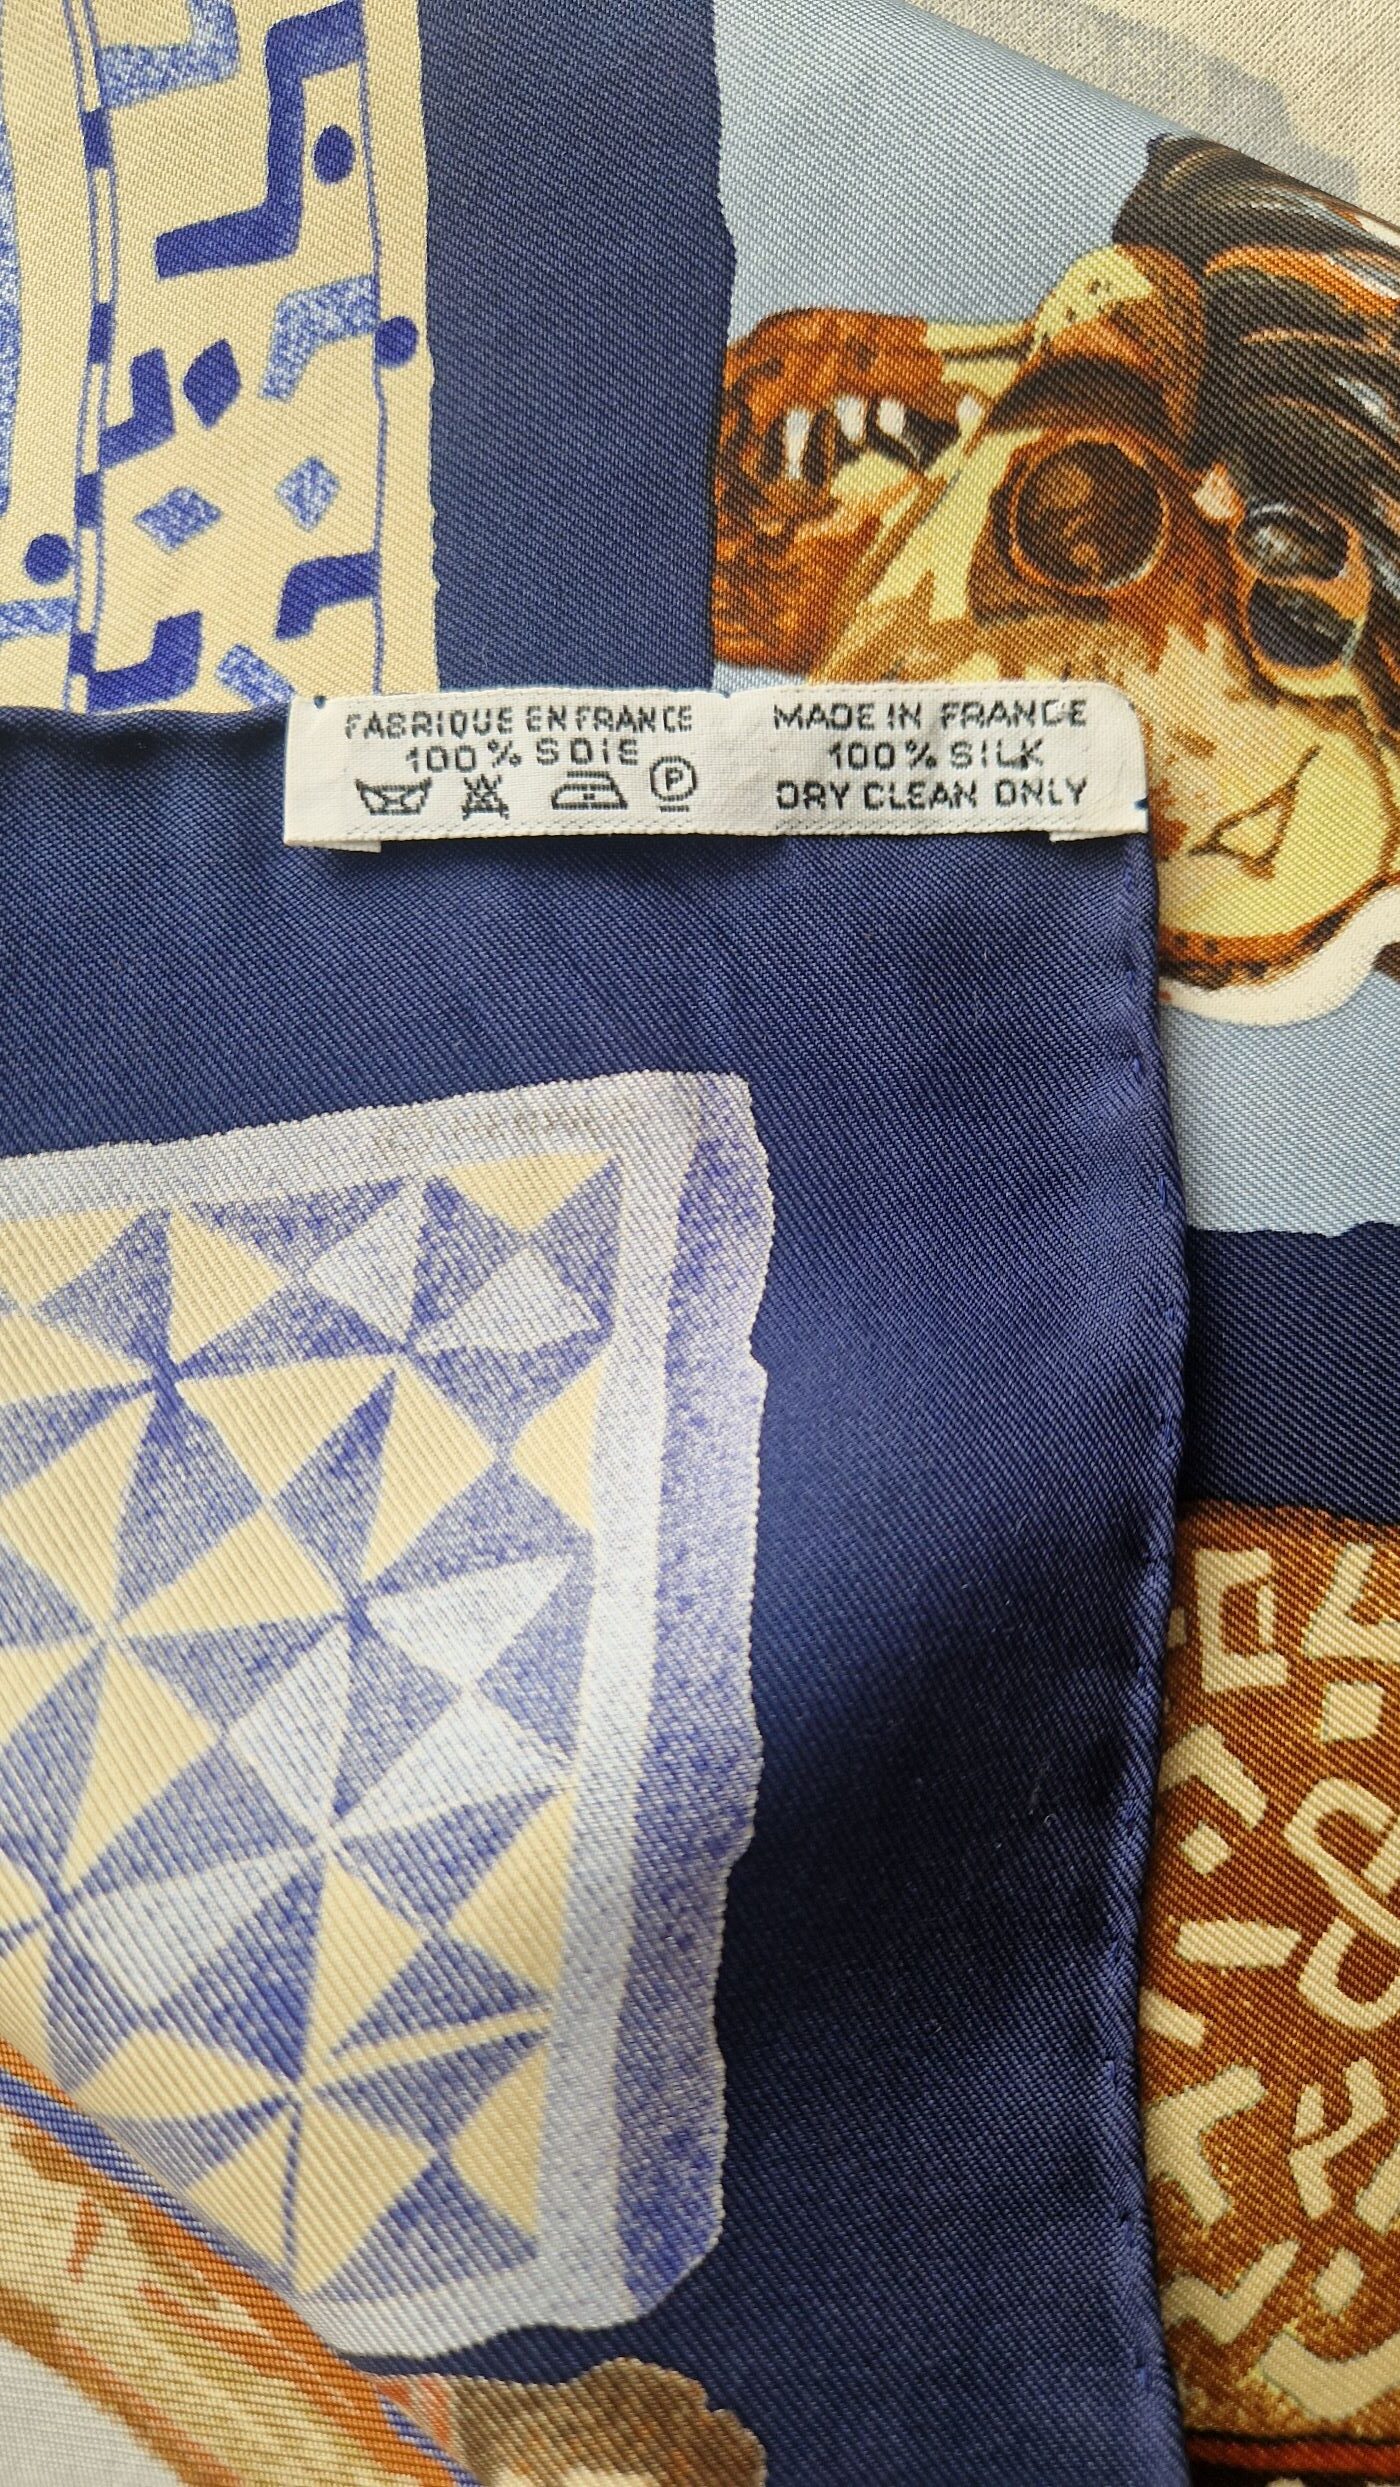 FABRIQUE EN FRANCE
100% SOIE
P
MADE IN FRANCE
100% SILK
DRY CLEAN ONLY